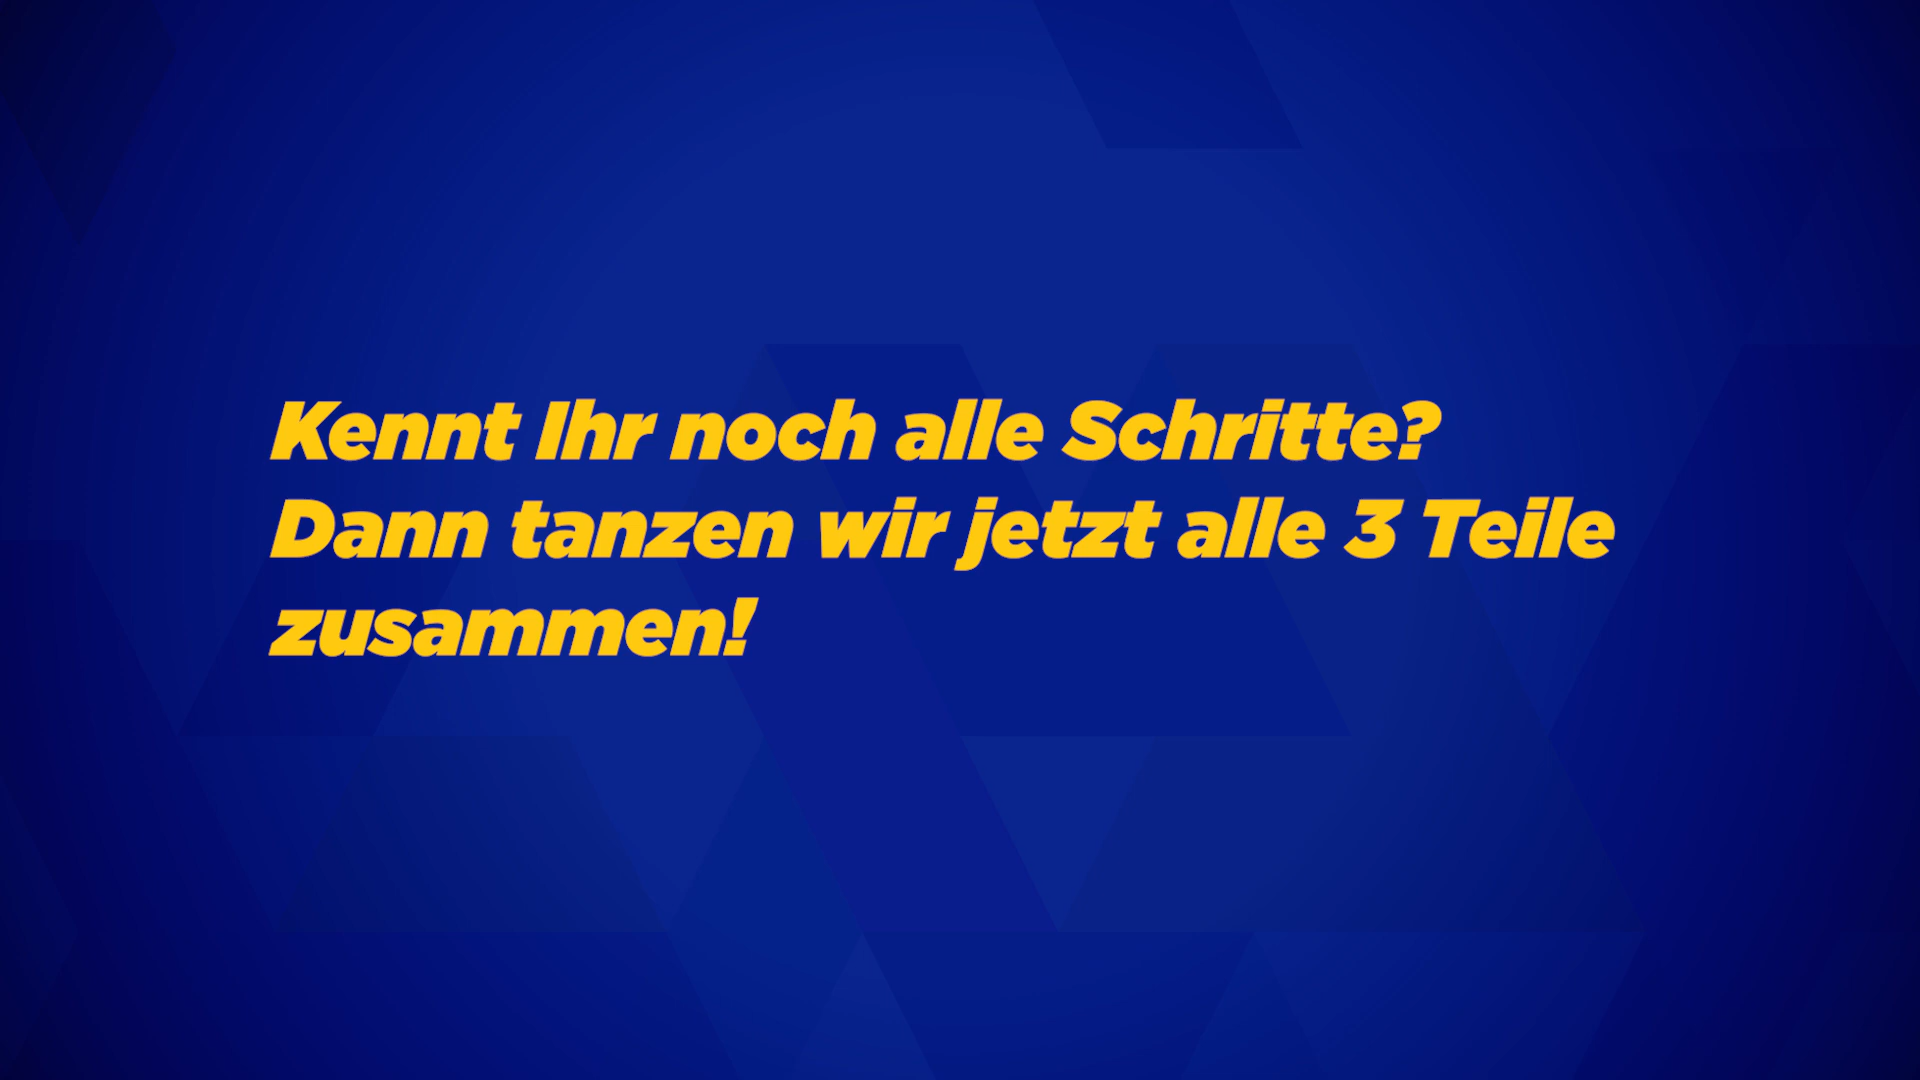 Kennt Ihr noch alle Schritte?
Dann tanzen wir jetzt alle 3 Teile
zusammen!